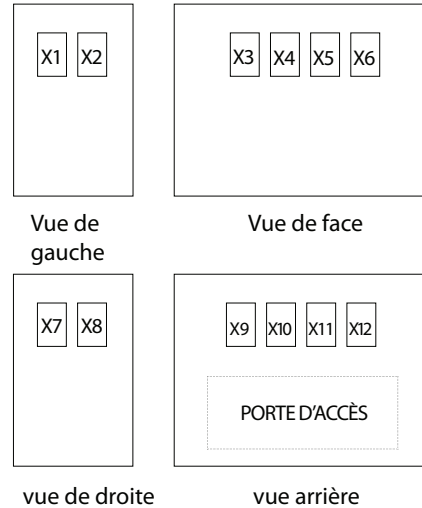 X1 X2
X3 X4 X5 X6
Vue de
gauche
Vue de face
X7 X8
X9 X10 X11 X12
PORTE D'ACCÈS
vue de droite
vue arrière